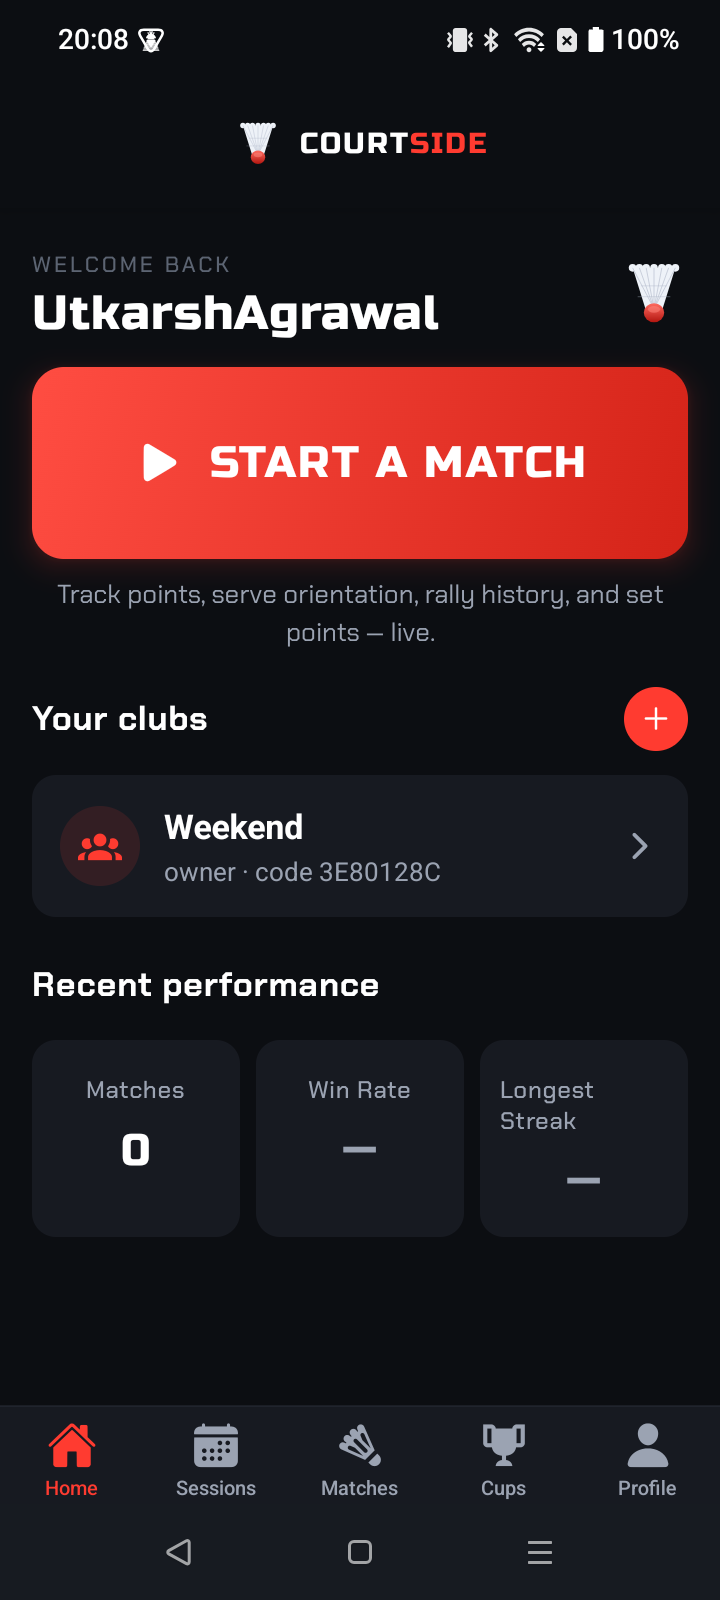 20:08
100%
COURTSIDE
WELCOME BACK
UtkarshAgrawal
START A MATCH
Track points, serve orientation, rally history, and set
points — live.
Your clubs
Weekend
owner · code 3E80128C
Recent performance
Matches
0
Win Rate
—
Longest
Streak
—
Home
Sessions
Matches
Cups
Profile